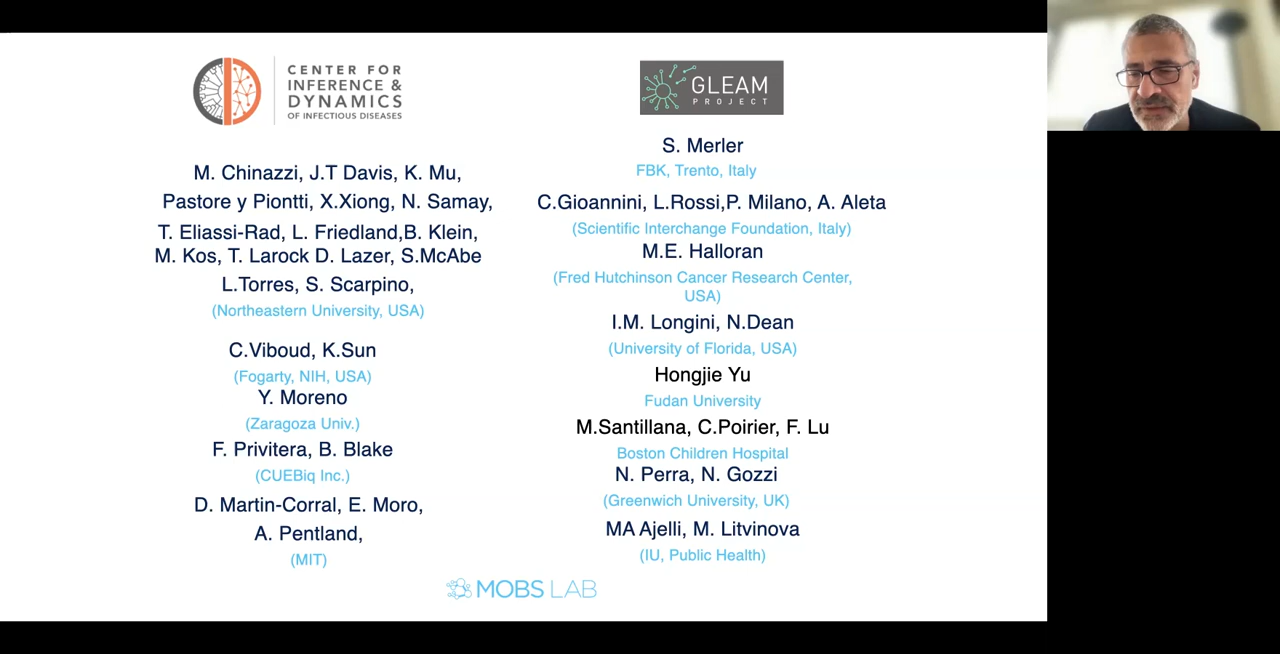 CENTER FOR
INFERENCE &
DYNAMICS
OF INFECTIOUS DISEASES
M. Chinazzi, J.T Davis, K. Mu,
Pastore y Piontti, X.Xiong, N. Samay,
T. Eliassi-Rad, L. Friedland,B. Klein,
M. Kos, T. Larock D. Lazer, S.McAbe
L.Torres, S. Scarpino,
(Northeastern University, USA)
C.Viboud, K.Sun
(Fogarty, NIH, USA)
Y. Moreno
(Zaragoza Univ.)
F. Privitera, B. Blake
(CUEBiq Inc.)
D. Martin-Corral, E. Moro,
A. Pentland,
(MIT)
GLEAM
PROJECT
S. Merler
FBK, Trento, Italy
C.Gioannini, L.Rossi,P. Milano, A. Aleta
(Scientific Interchange Foundation, Italy)
M.E. Halloran
(Fred Hutchinson Cancer Research Center,
USA)
I.M. Longini, N.Dean
(University of Florida, USA)
Hongjie Yu
Fudan University
M.Santillana, C.Poirier, F. Lu
Boston Children Hospital
N. Perra, N. Gozzi
(Greenwich University, UK)
MA Ajelli, M. Litvinova
(IU, Public Health)
MOBS LAB